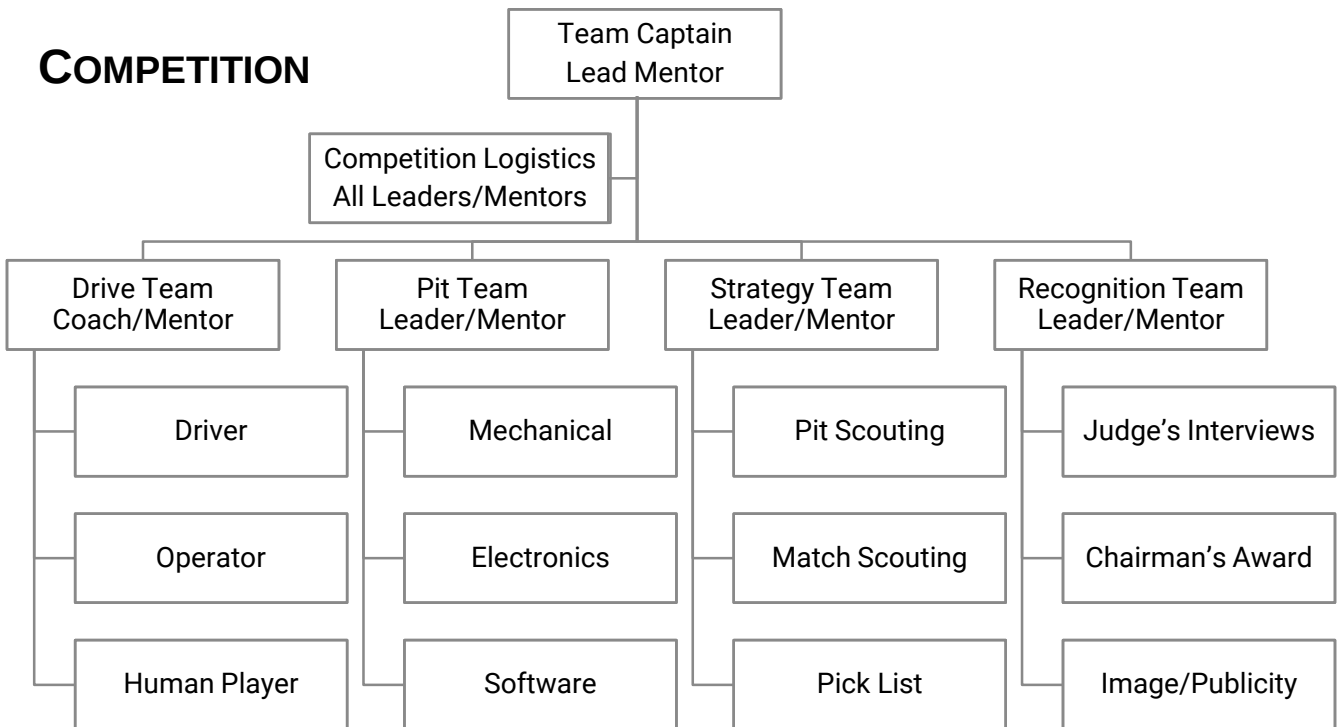 COMPETITION
Team Captain
Lead Mentor
Competition Logistics
All Leaders/Mentors
Drive Team
Coach/Mentor
Pit Team
Leader/Mentor
Strategy Team
Leader/Mentor
Recognition Team
Leader/Mentor
Driver
Mechanical
Pit Scouting
Judge’s Interviews
Operator
Electronics
Match Scouting
Chairman’s Award
Human Player
Software
Pick List
Image/Publicity